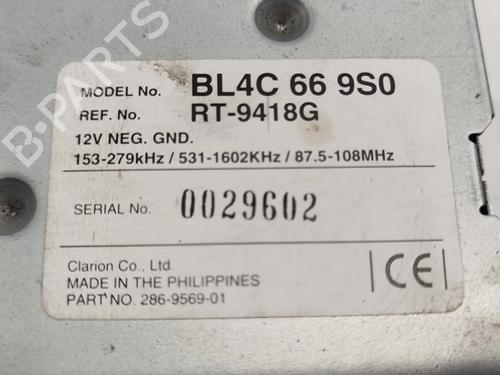 B-PARTS
MODEL No. BL4C 66 9S0
REF. No. RT-9418G
12V NEG. GND.
153-279kHz / 531-1602KHz / 87.5-108MHz
SERIAL No. 0029602
Clarion Co., Ltd.
MADE IN THE PHILIPPINES
PART NO. 286-9569-01
CE